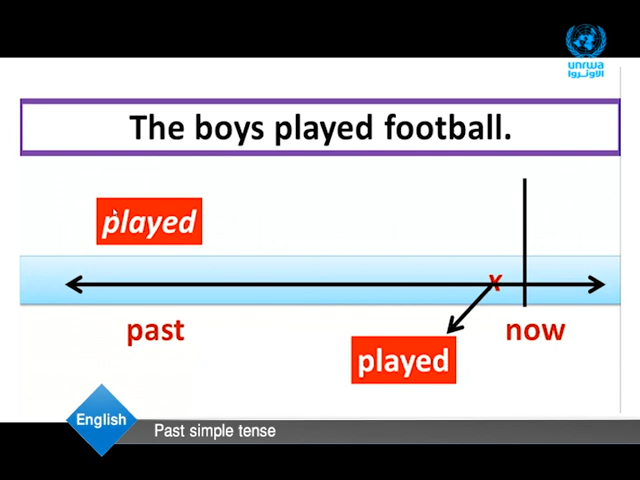 unrwa
الأونروا
The boys played football.
played
x
past
now
played
English
Past simple tense